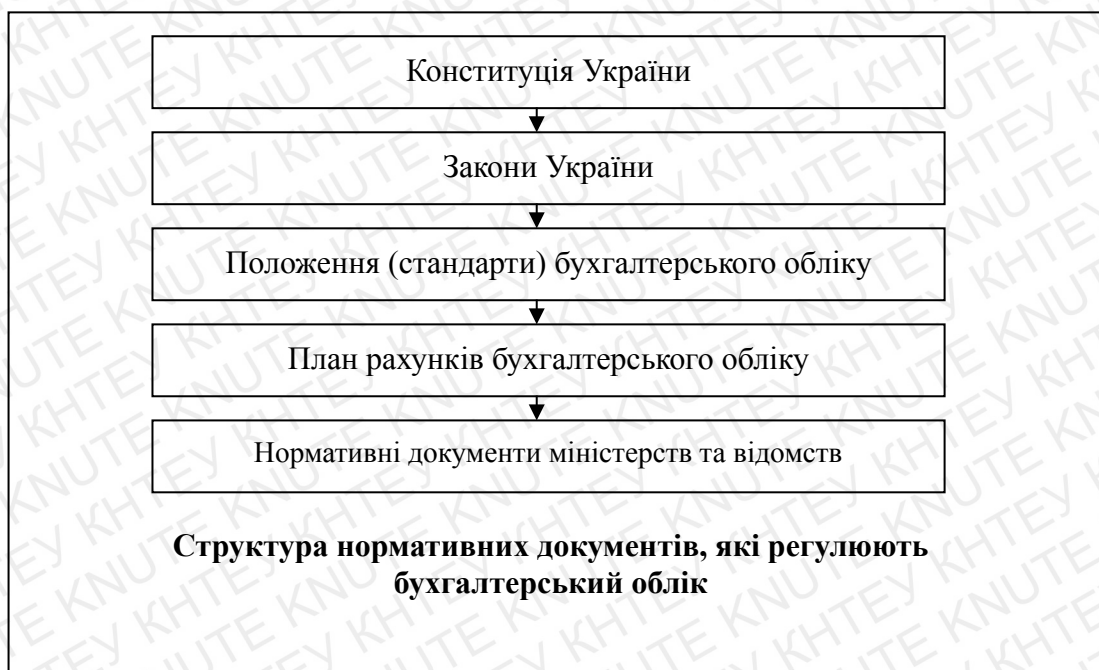 Конституція України
Закони України
Положення (стандарти) бухгалтерського обліку
План рахунків бухгалтерського обліку
Нормативні документи міністерств та відомств
Структура нормативних документів, які регулюють
бухгалтерський облік